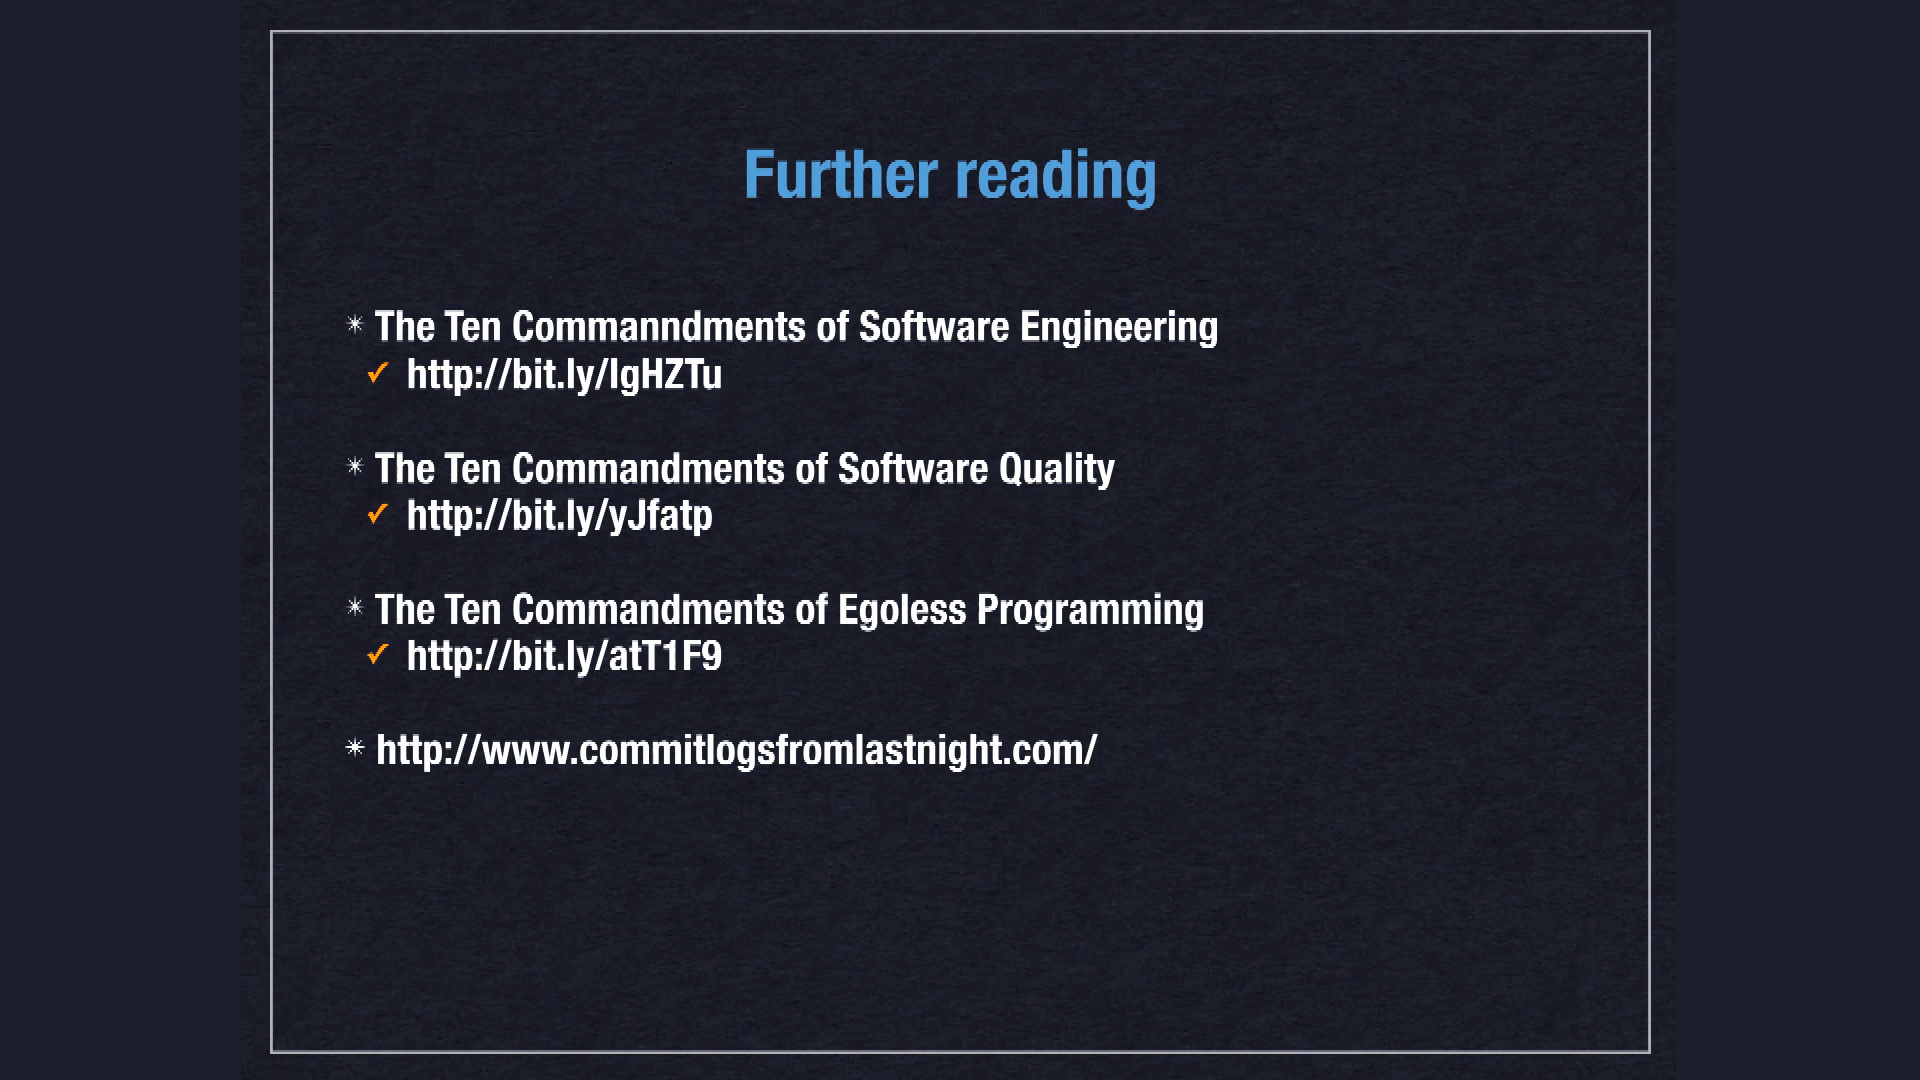 Further reading
The Ten Commanndments of Software Engineering
http://bit.ly/IgHZTu
The Ten Commandments of Software Quality
http://bit.ly/yJfatp
The Ten Commandments of Egoless Programming
http://bit.ly/atT1F9
http://www.commitlogsfromlastnight.com/